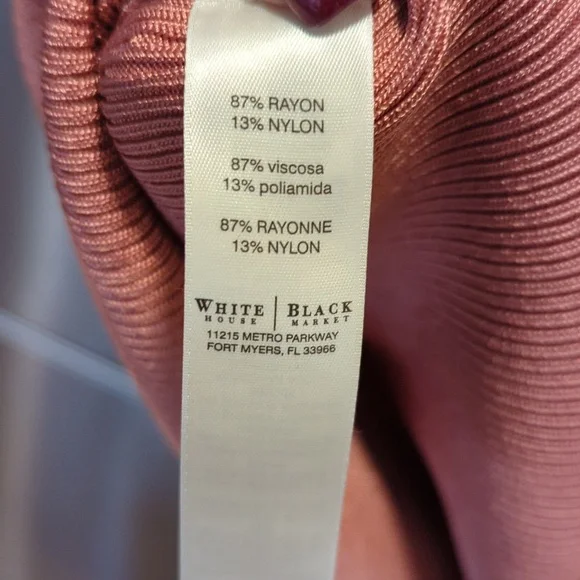 87% RAYON
13% NYLON
87% viscosa
13% poliamida
87% RAYONNE
13% NYLON
WHITE HOUSE | BLACK MARKET
11215 METRO PARKWAY
FORT MYERS, FL 33966